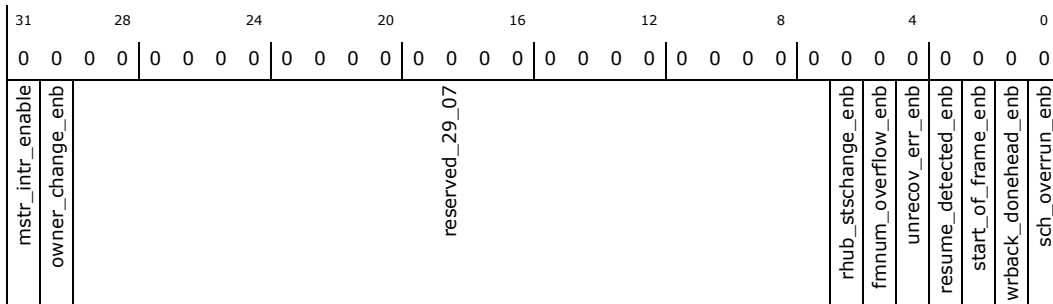 31 28 24 20 16 12 8 4 0
0 0 0 0 0 0 0 0 0 0 0 0 0 0 0 0 0 0 0 0 0 0 0 0 0 0 0 0 0 0 0 0
mstr_intr_enable
owner_change_enb
reserved_29_07
rhub_stschange_enb
fmnum_overflow_enb
unrecov_err_enb
resume_detected_enb
start_of_frame_enb
wrback_donehead_enb
sch_overrun_enb